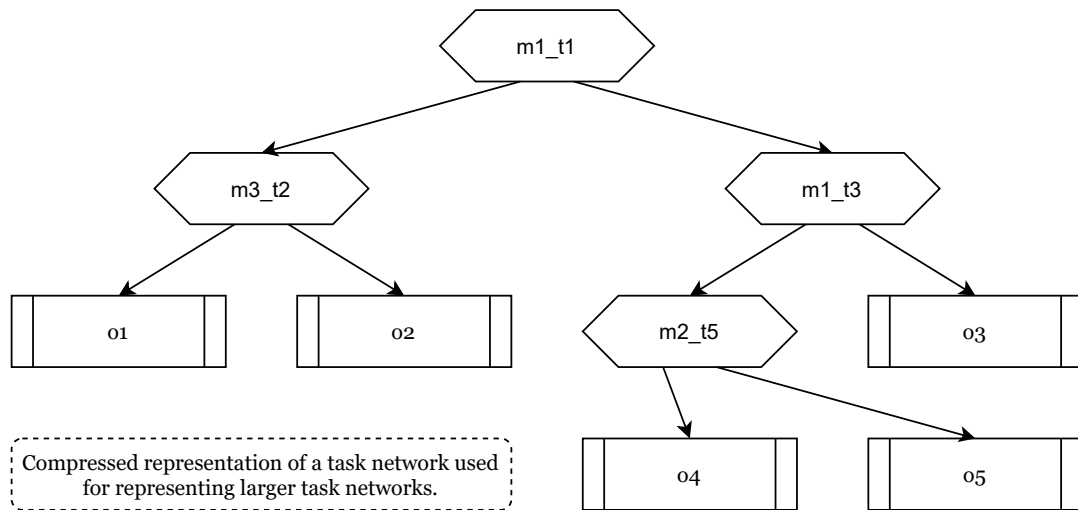 m1_t1
m3_t2
m1_t3
o1
o2
m2_t5
o3
Compressed representation of a task network used
for representing larger task networks.
o4
o5